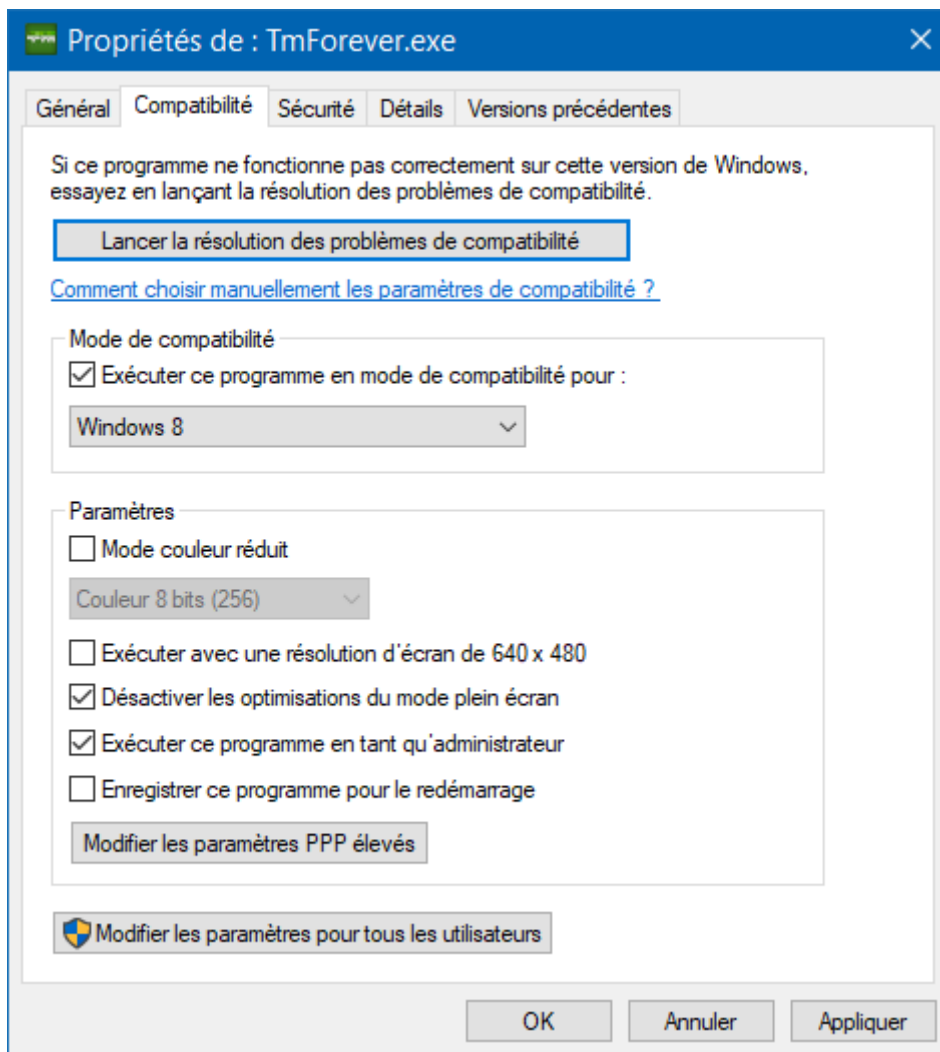 Propriétés de : TmForever.exe
Général Compatibilité Sécurité Détails Versions précédentes
Si ce programme ne fonctionne pas correctement sur cette version de Windows,
essayez en lançant la résolution des problèmes de compatibilité.
Lancer la résolution des problèmes de compatibilité
Comment choisir manuellement les paramètres de compatibilité ?
Mode de compatibilité
Exécuter ce programme en mode de compatibilité pour :
Windows 8
Paramètres
Mode couleur réduit
Couleur 8 bits (256)
Exécuter avec une résolution d'écran de 640 x 480
Désactiver les optimisations du mode plein écran
Exécuter ce programme en tant qu'administrateur
Enregistrer ce programme pour le redémarrage
Modifier les paramètres PPP élevés
Modifier les paramètres pour tous les utilisateurs
OK Annuler Appliquer